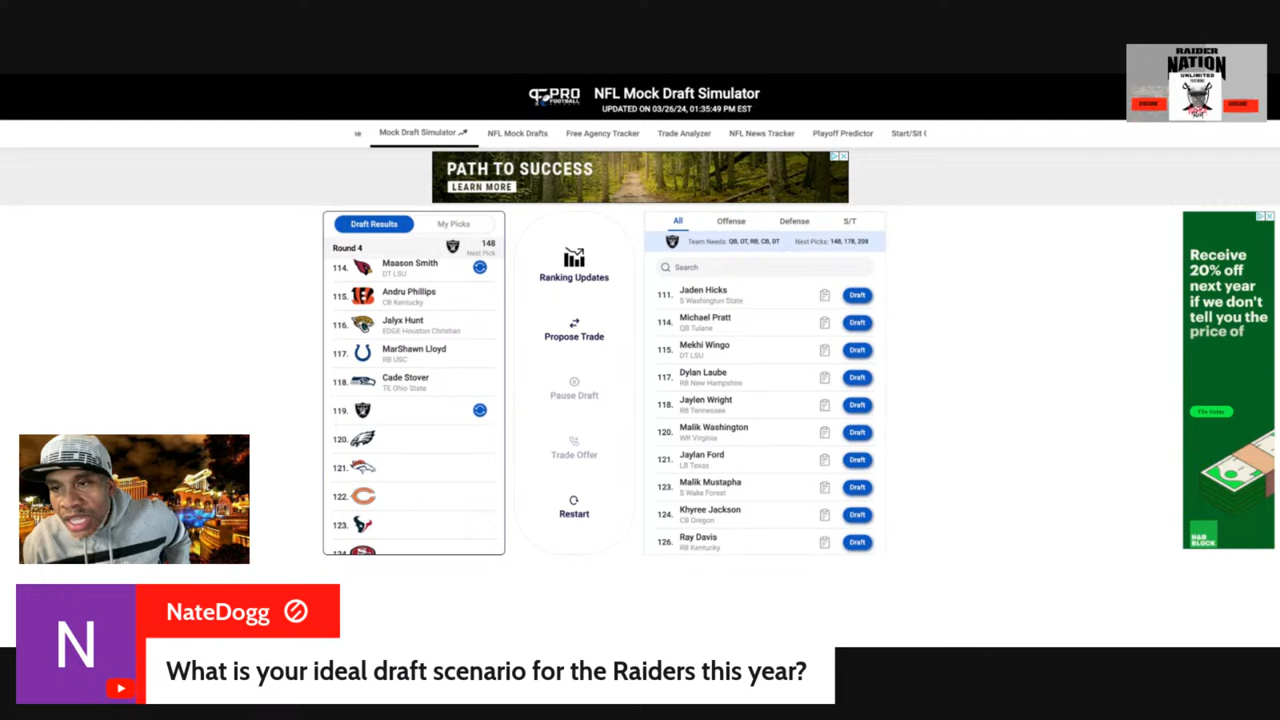 RAIDER
NATION
UNLIMITED
PRO
FOOTBALL
NFL Mock Draft Simulator
UPDATED ON 03/26/24, 01:35:49 PM EST
ne
Mock Draft Simulator
NFL Mock Drafts
Free Agency Tracker
Trade Analyzer
NFL News Tracker
Playoff Predictor
Start/Sit (
PATH TO SUCCESS
LEARN MORE
Draft Results
My Picks
Round 4
148
Next Pick
114.
Maason Smith
DT LSU
115.
Andru Phillips
CB Kentucky
116.
Jalyx Hunt
EDGE Houston Christian
117.
MarShawn Lloyd
RB USC
118.
Cade Stover
TE Ohio State
119.
120.
121.
122.
123.
124.
Ranking Updates
Propose Trade
Pause Draft
Trade Offer
Restart
All
Offense
Defense
S/T
Team Needs: QB, OT, RB, CB, DT
Next Picks: 148, 178, 208
Search
111.
Jaden Hicks
S Washington State
Draft
114.
Michael Pratt
QB Tulane
Draft
115.
Mekhi Wingo
DT LSU
Draft
117.
Dylan Laube
RB New Hampshire
Draft
118.
Jaylen Wright
RB Tennessee
Draft
120.
Malik Washington
WR Virginia
Draft
121.
Jaylan Ford
LB Texas
Draft
123.
Malik Mustapha
S Wake Forest
Draft
124.
Khyree Jackson
CB Oregon
Draft
126.
Ray Davis
RB Kentucky
Draft
Receive
20% off
next year
if we don't
tell you the
price of
File today
H&R
BLOCK
N
NateDogg
What is your ideal draft scenario for the Raiders this year?